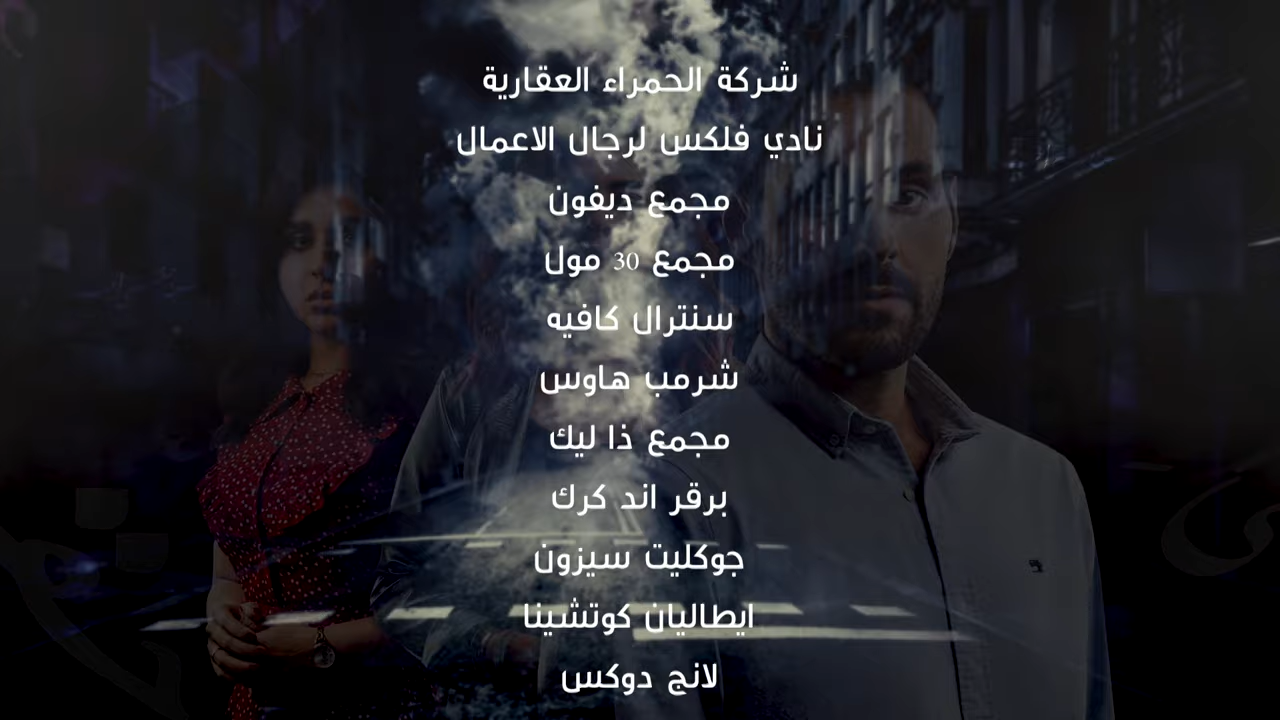 شركة الحمراء العقارية
نادي فلكس لرجال الاعمال
مجمع ديفون
مجمع 30 مول
سنترال كافيه
شرمب هاوس
مجمع ذا ليك
برقر اند كرك
جوكليت سيزون
ايطاليان كوتشينا
لانج دوكس